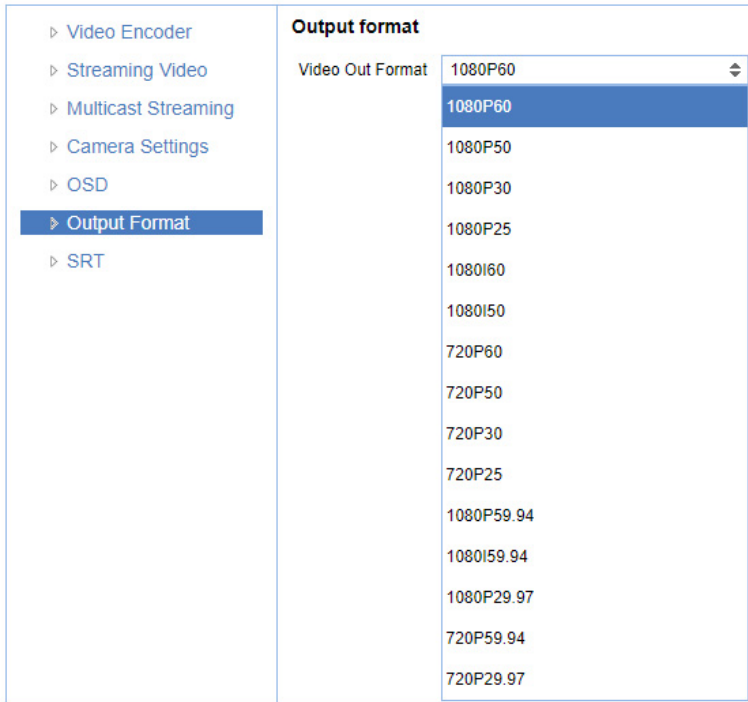 Video Encoder
Streaming Video
Multicast Streaming
Camera Settings
OSD
Output Format
SRT
Output format
Video Out Format 1080P60
1080P60
1080P50
1080P30
1080P25
1080I60
1080I50
720P60
720P50
720P30
720P25
1080P59.94
1080I59.94
1080P29.97
720P59.94
720P29.97